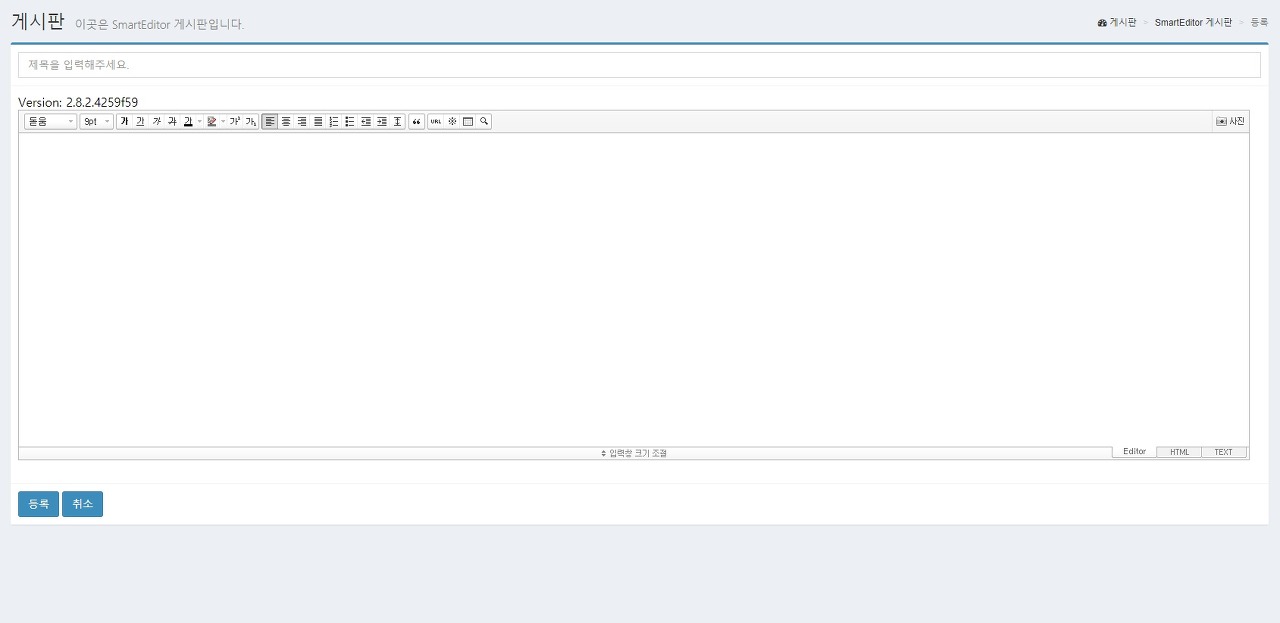 게시판 이곳은 SmartEditor 게시판입니다.
게시판 > SmartEditor 게시판 > 등록
제목을 입력해주세요.
Version: 2.8.2.4259f59
돋움 9pt 가 가 가 가 가 가 가³ 가₁ “ URL ※ 사진
입력창 크기 조절
Editor HTML TEXT
등록 취소